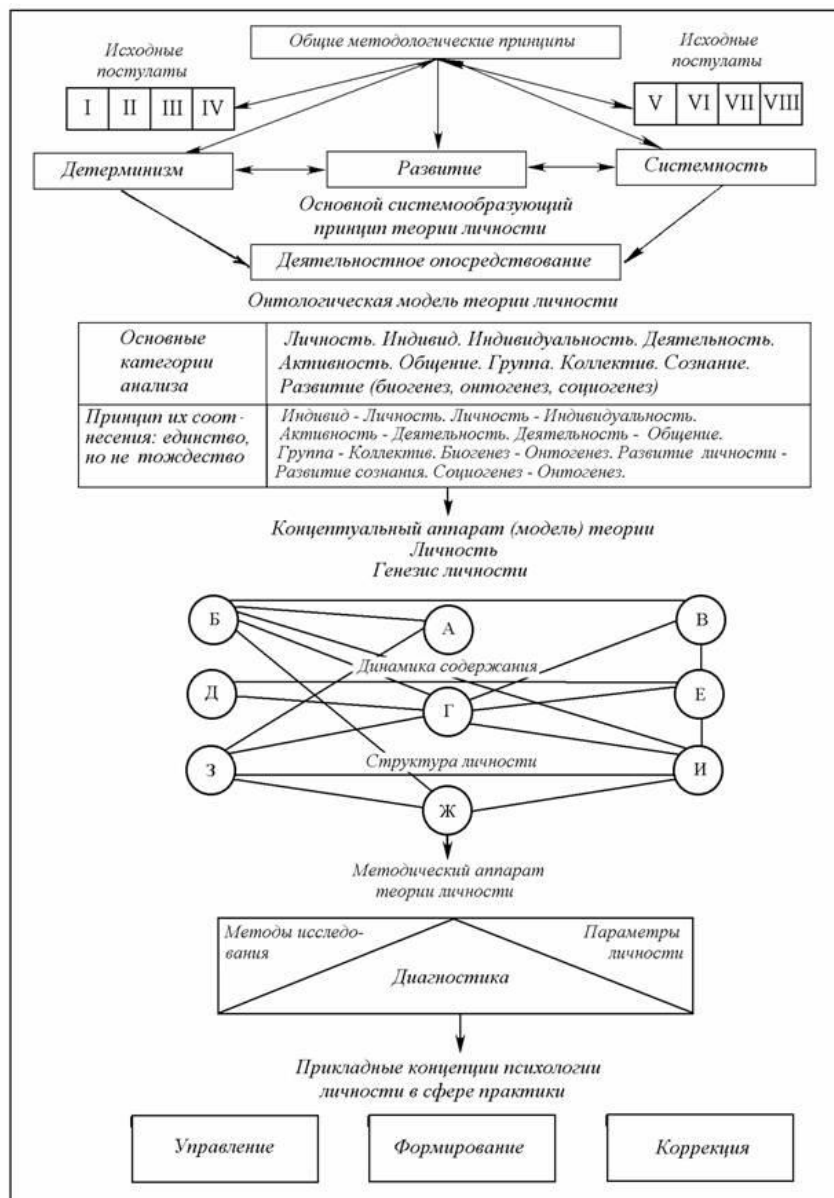 Общие методологические принципы
Исходные
постулаты
I II III IV
Исходные
постулаты
V VI VII VIII
Детерминизм
Развитие
Системность
Основной системообразующий
принцип теории личности
Деятельностное опосредствование
Онтологическая модель теории личности
Основные
категории
анализа
Личность. Индивид. Индивидуальность. Деятельность.
Активность. Общение. Группа. Коллектив. Сознание.
Развитие (биогенез, онтогенез, социогенез)
Принцип их соот-
несения: единство,
но не тождество
Индивид - Личность. Личность - Индивидуальность.
Активность - Деятельность. Деятельность - Общение.
Группа - Коллектив. Биогенез - Онтогенез. Развитие личности -
Развитие сознания. Социогенез - Онтогенез.
Концептуальный аппарат (модель) теории
Личность
Генезис личности
Б
А
В
Динамика содержания
Д
Г
Е
Структура личности
З
Ж
И
Методический аппарат
теории личности
Методы исследо-
вания
Параметры
личности
Диагностика
Прикладные концепции психологии
личности в сфере практики
Управление
Формирование
Коррекция